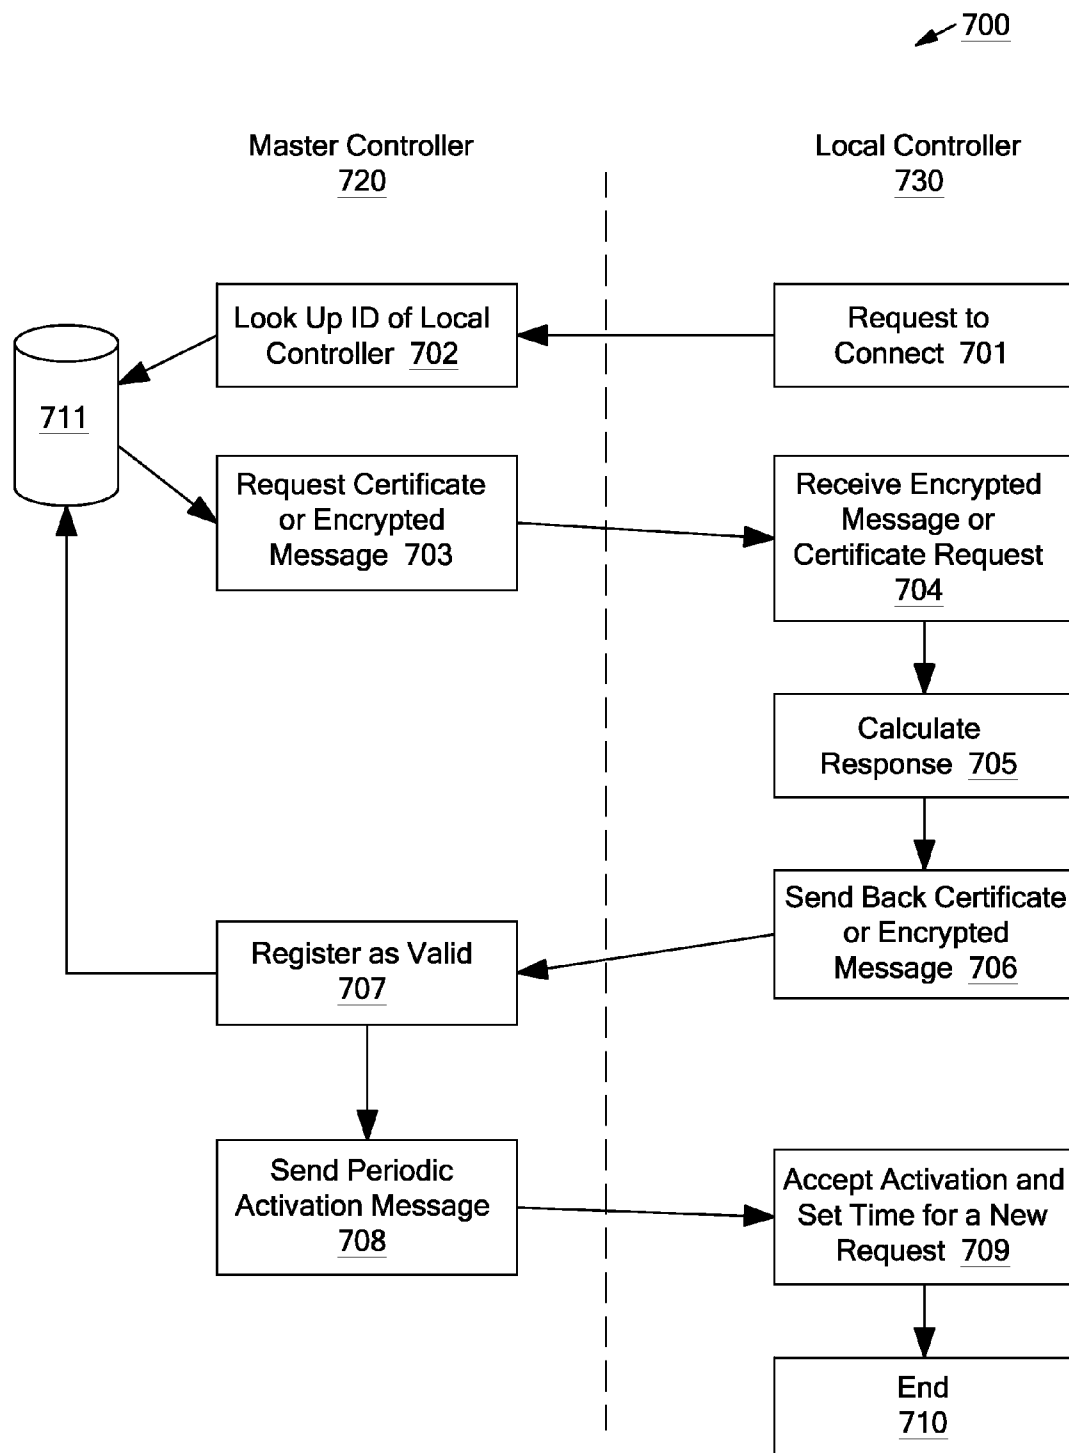 700
Master Controller
720
Local Controller
730
Look Up ID of Local
Controller 702
Request to
Connect 701
711
Request Certificate
or Encrypted
Message 703
Receive Encrypted
Message or
Certificate Request
704
Calculate
Response 705
Send Back Certificate
or Encrypted
Message 706
Register as Valid
707
Send Periodic
Activation Message
708
Accept Activation and
Set Time for a New
Request 709
End
710